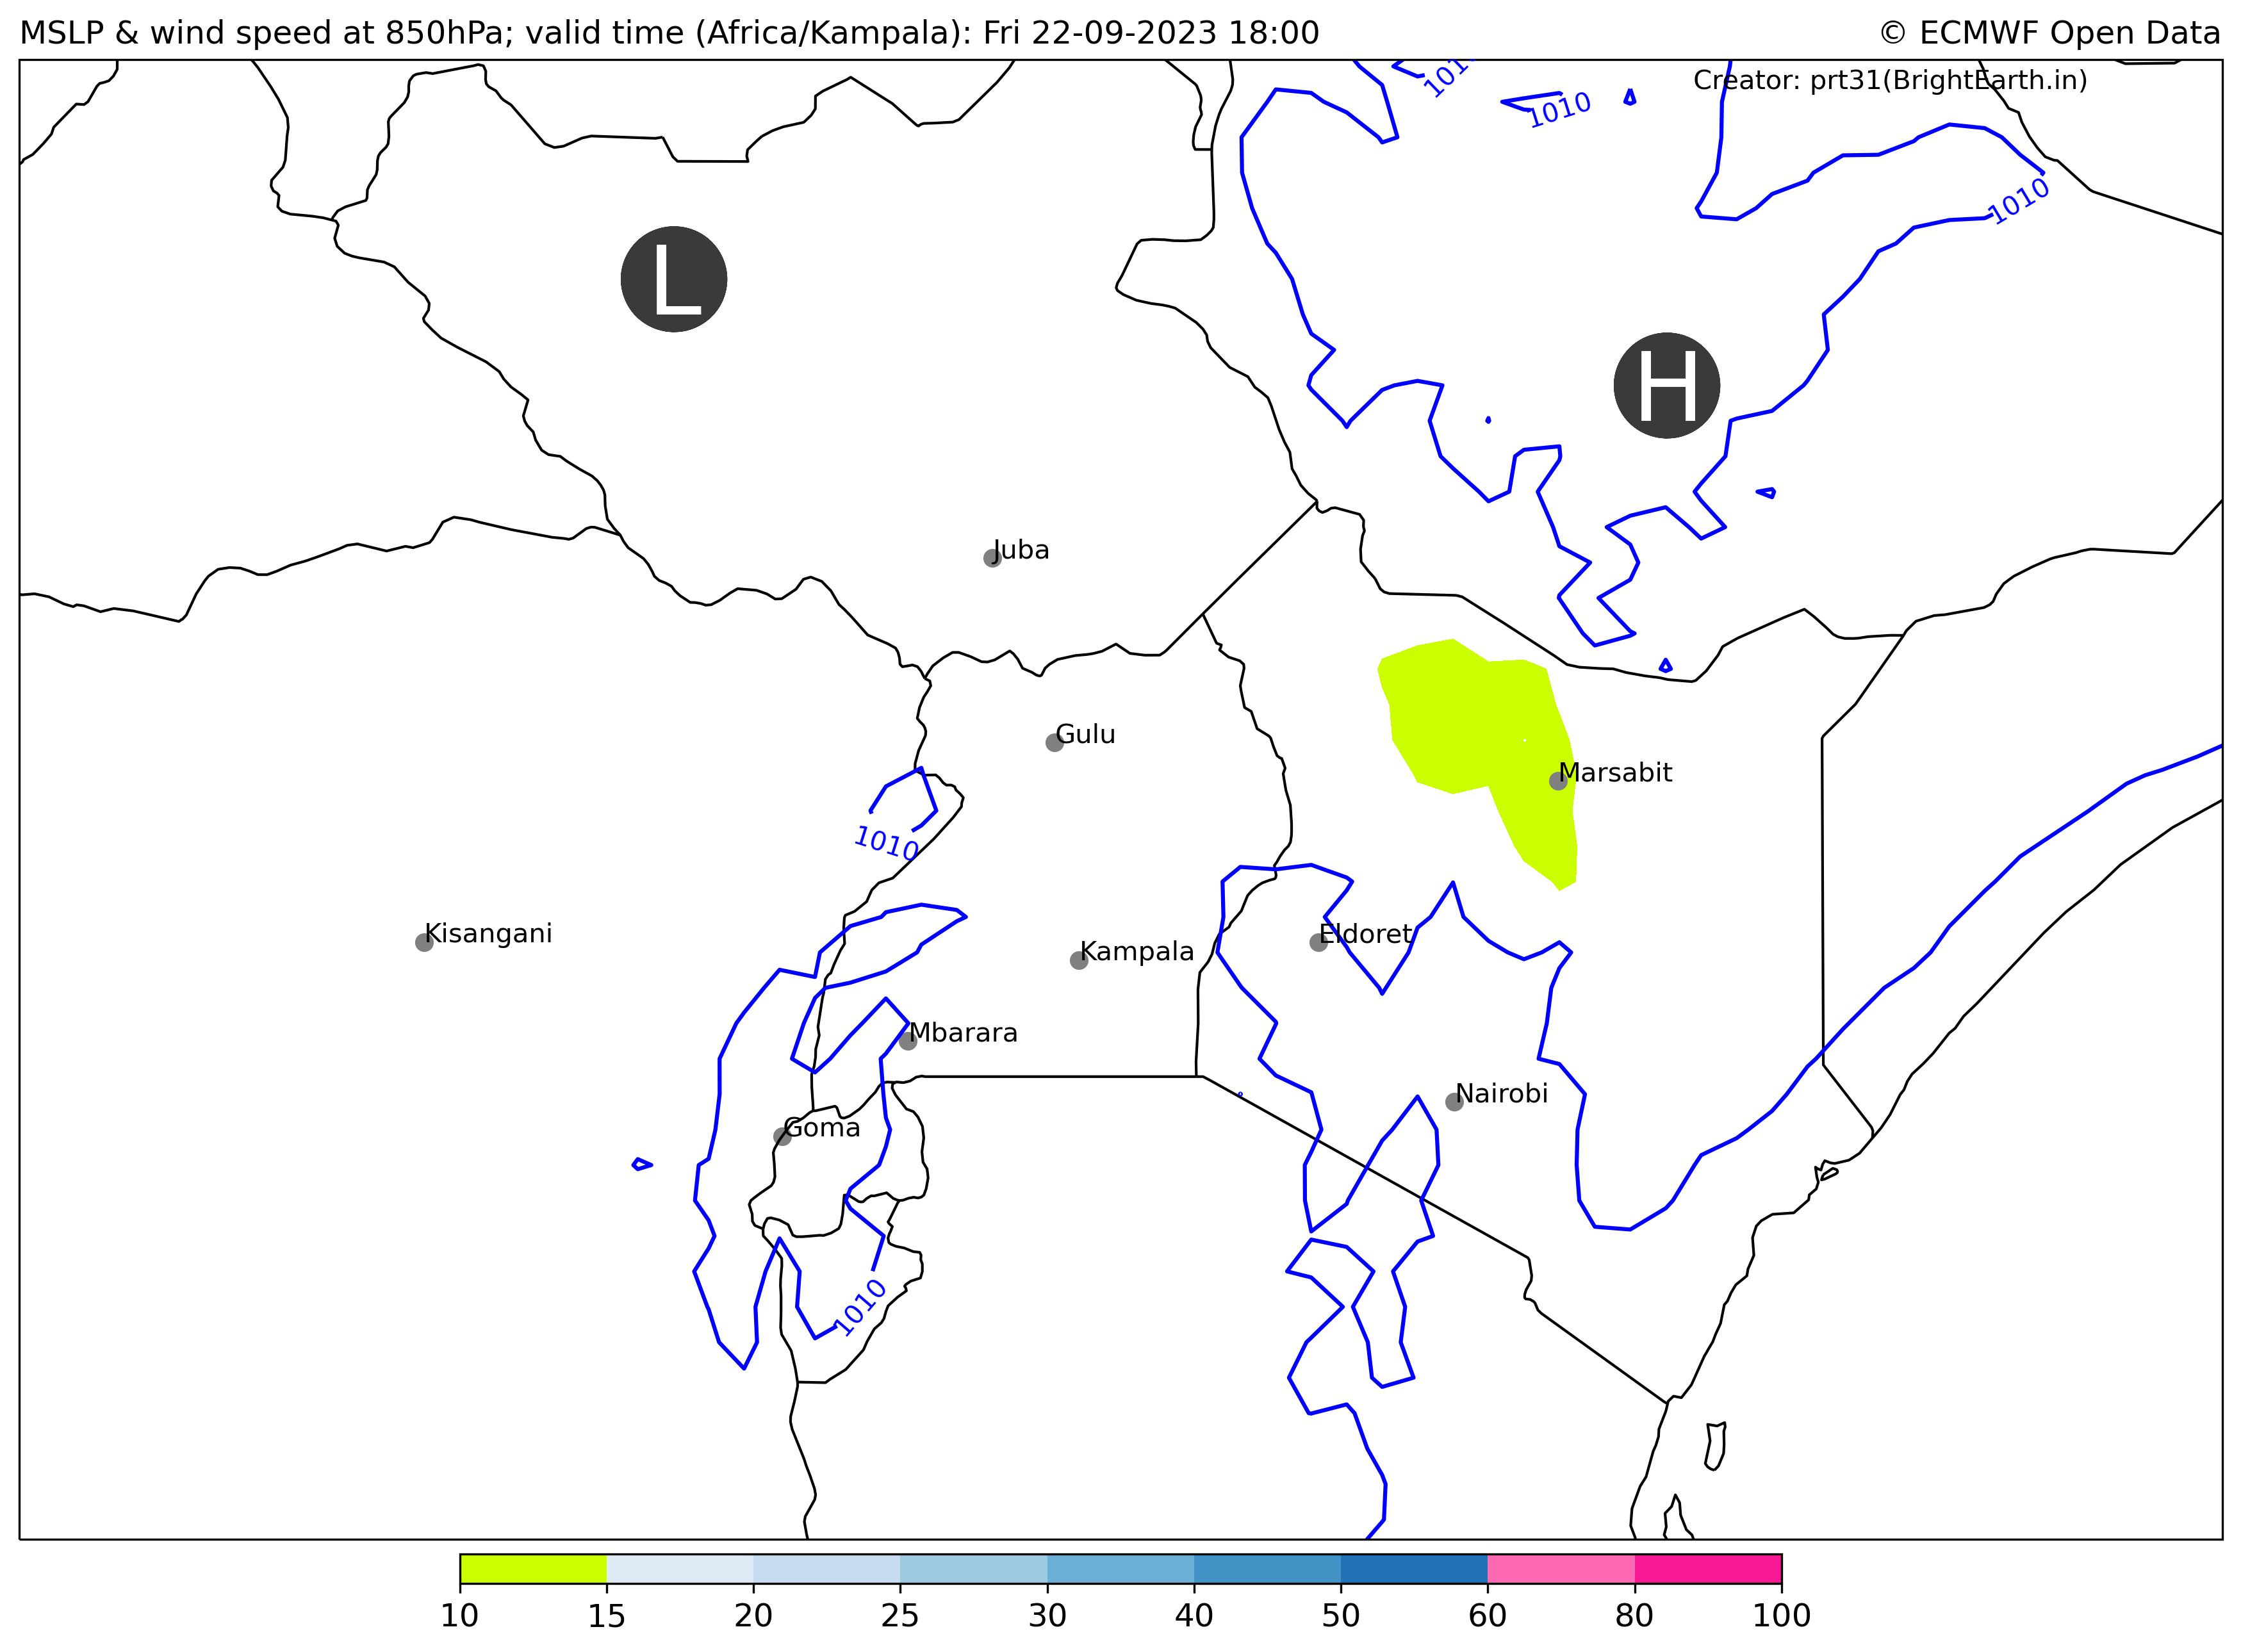 MSLP & wind speed at 850hPa; valid time (Africa/Kampala): Fri 22-09-2023 18:00
© ECMWF Open Data
Creator: prt31(BrightEarth.in)
1010
1010
1010
L
H
Juba
Gulu
Marsabit
1010
Kisangani
Eldoret
Kampala
Mbarara
Nairobi
Goma
1010
10 15 20 25 30 40 50 60 80 100